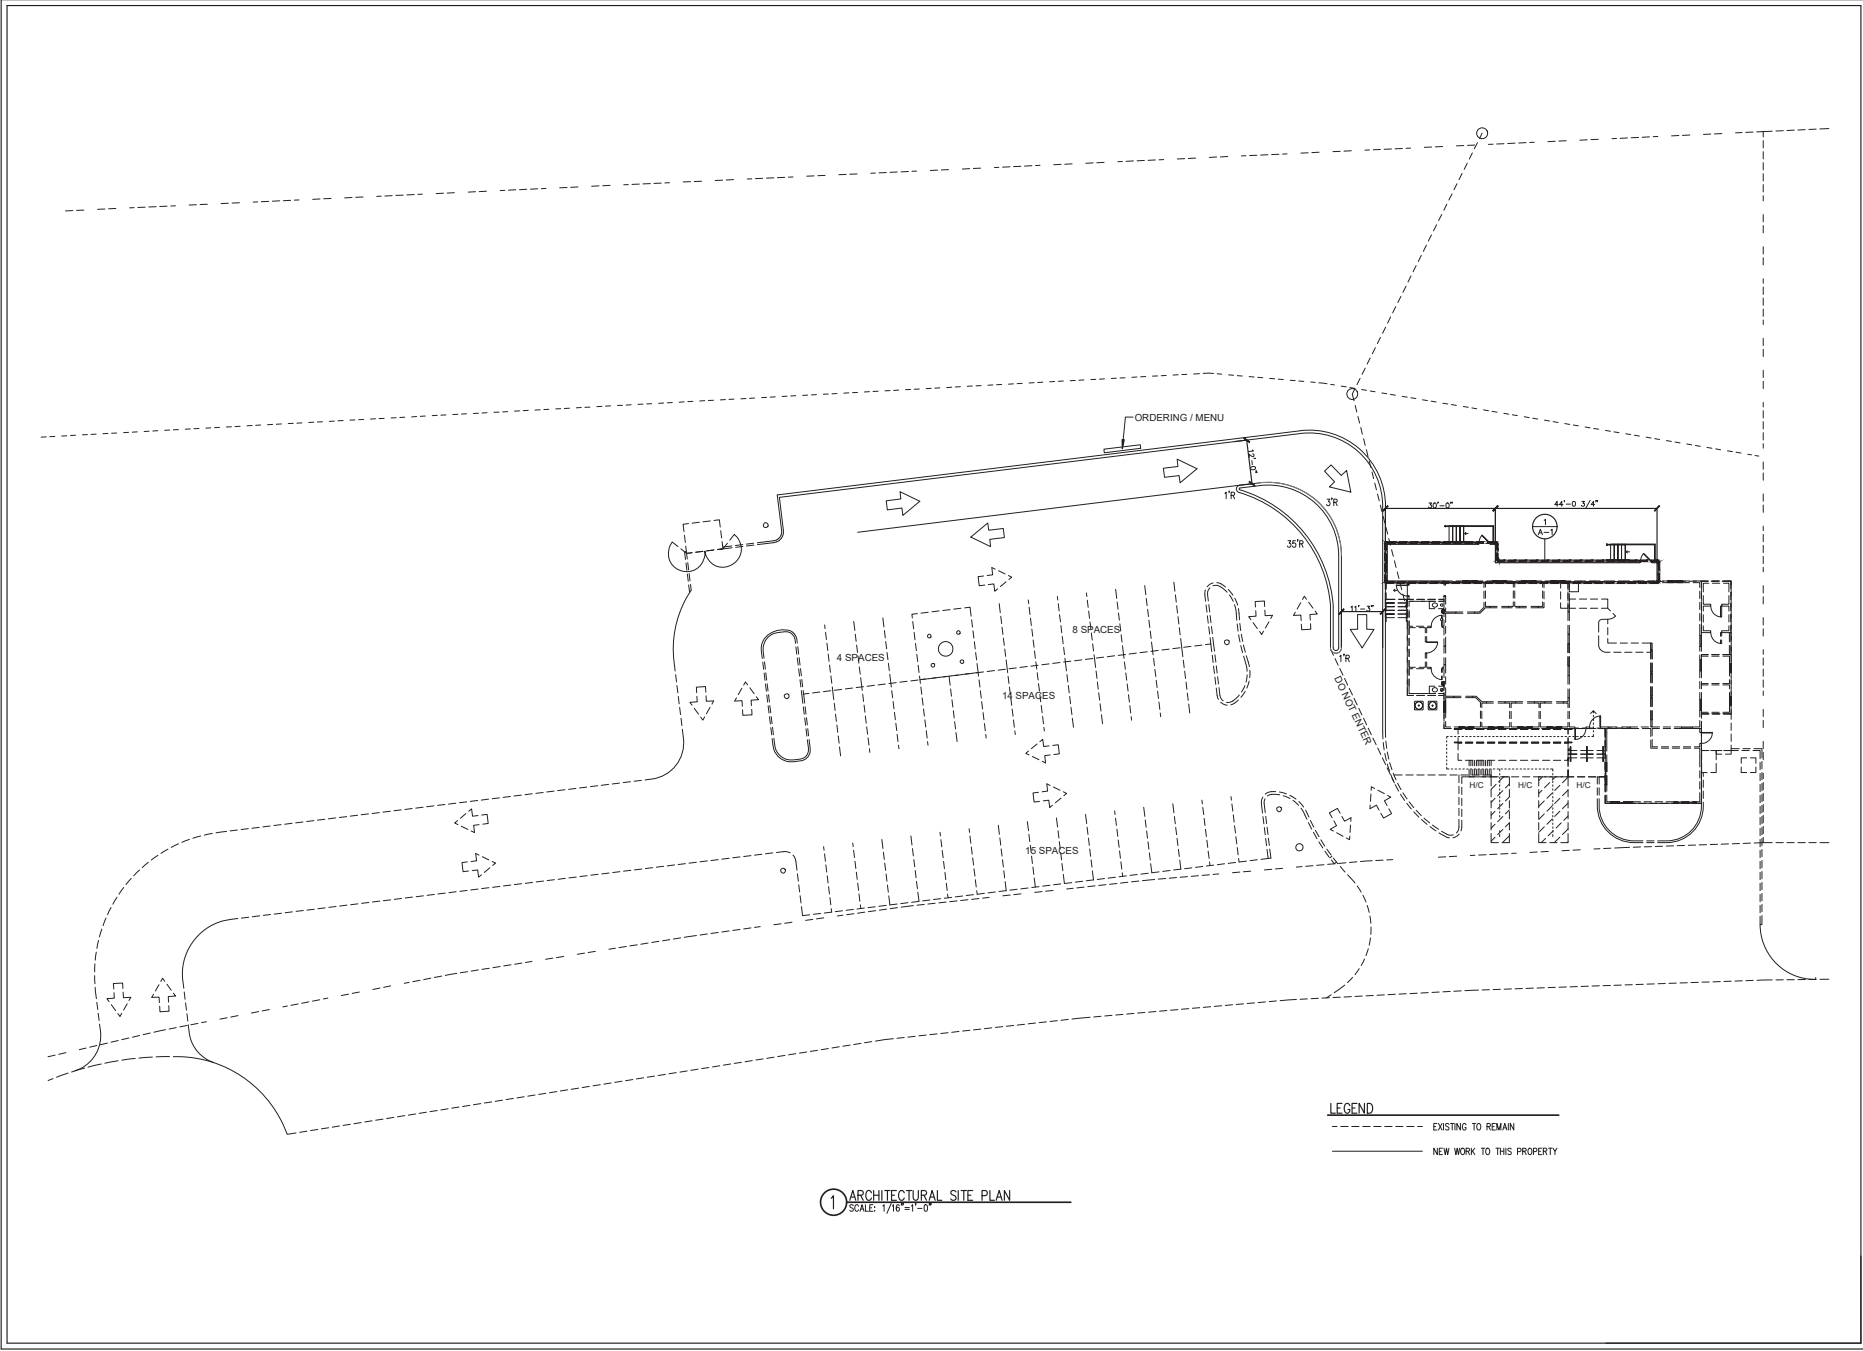 ORDERING / MENU
12'-0"
1'R
3'R
30'-0"
44'-0 3/4"
1
A-1
35'R
11'-3"
8 SPACES
4 SPACES
1'R
14 SPACES
DO NOT ENTER
H/C
H/C
H/C
15 SPACES
LEGEND
EXISTING TO REMAIN
NEW WORK TO THIS PROPERTY
1
ARCHITECTURAL SITE PLAN
SCALE: 1/16"=1'-0"